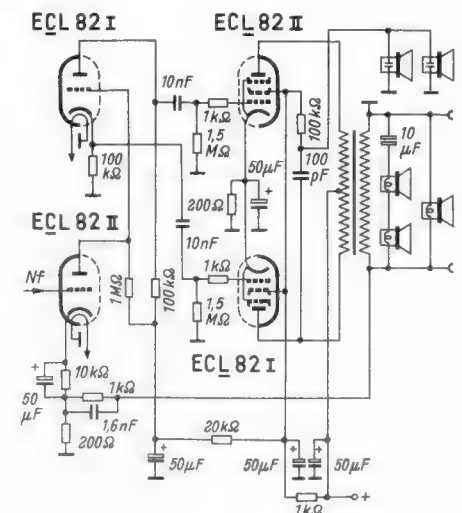 ECL 82 I
ECL 82 II
10nF
1kΩ
100kΩ
100
kΩ
1,5
MΩ
50µF
100
pF
10
µF
200Ω
ECL 82 II
10nF
Nf
1MΩ
100kΩ
1kΩ
1,5
MΩ
ECL 82 I
+
10kΩ
1kΩ
50
µF
1,6nF
200Ω
20kΩ
+
50µF
50µF
+
+
50µF
1kΩ
+
+